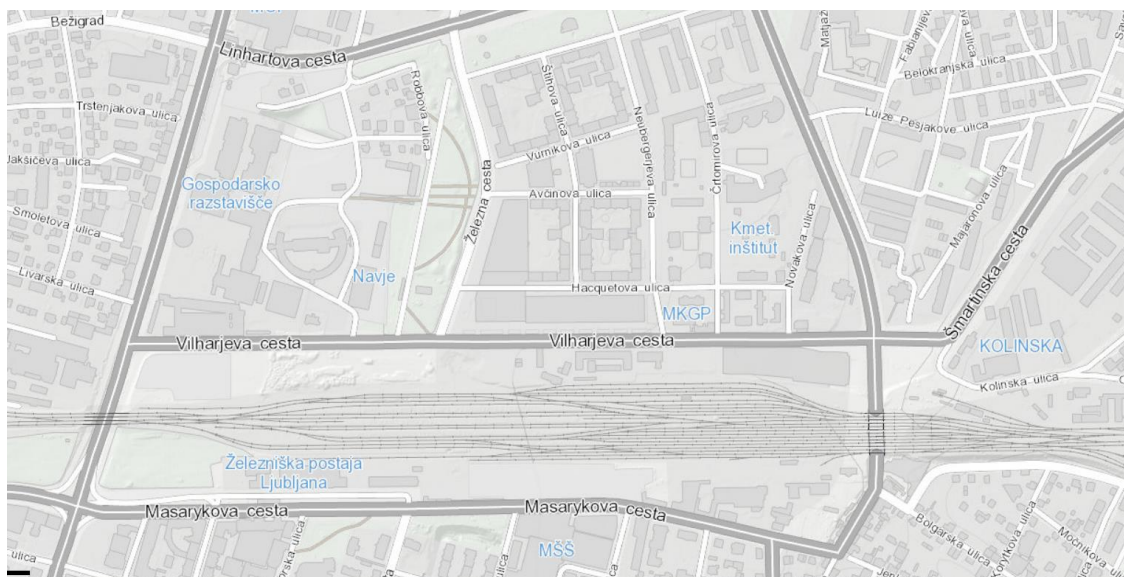 Bežigrad
Linhartova cesta
Trstenjakova ulica
Jakšičeva ulica
Smoletova ulica
Livarska ulica
Gospodarsko
razstavišče
Navje
Robbova ulica
Železna cesta
Štihova ulica
Vurnikova ulica
Neubergerjeva ulica
Avčinova ulica
Črtomirova ulica
Kmet
inštitut
Novakova ulica
Hacquetova ulica
MKGP
Fabianijeva
Belokranjska ulica
Luize Pesjakove ulica
Majaronova ulica
Šmartinska cesta
Vilharjeva cesta
Vilharjeva cesta
KOLINSKA
Kolinska ulica
Železniška postaja
Ljubljana
Masarykova cesta
Masarykova cesta
MŠŠ
Bolgarska ulica
ulica